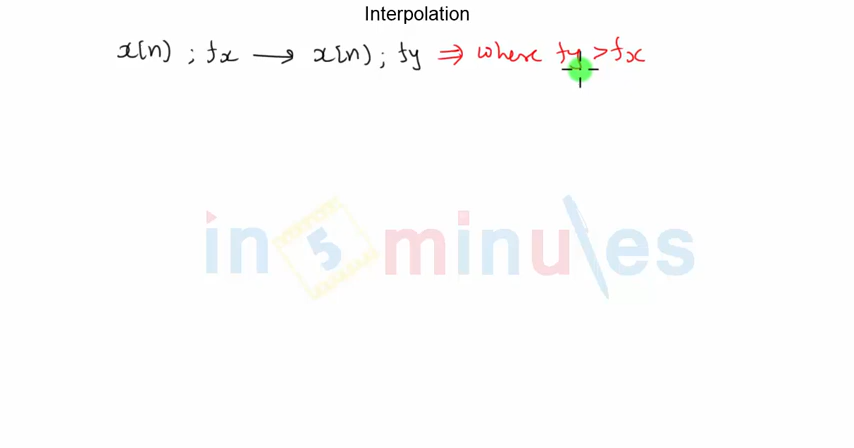 Interpolation
x[n] ; fx → x[n] ; fy ⇒ where fy > fx
in 5 minutes